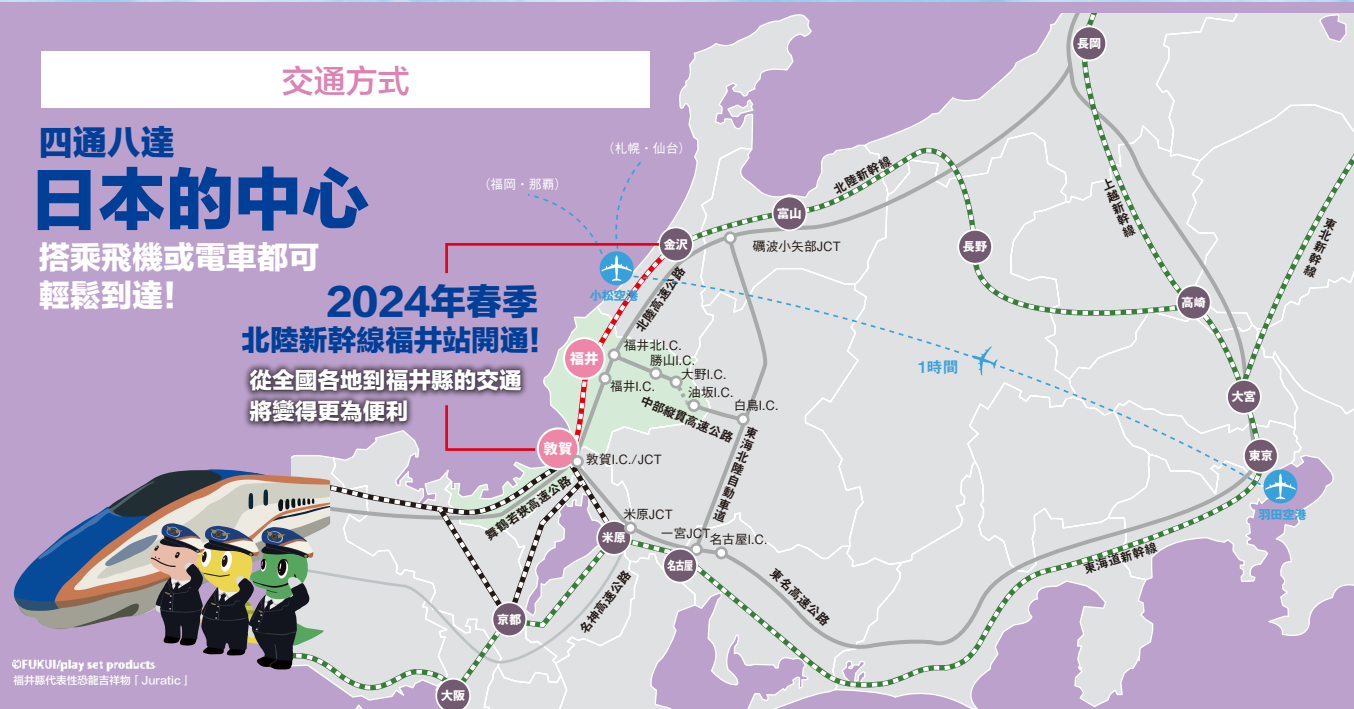 交通方式
四通八達
日本的中心
搭乘飛機或電車都可
輕鬆到達!
2024年春季
北陸新幹線福井站開通!
從全國各地到福井縣的交通
將變得更為便利
(札幌・仙台)
(福岡・那覇)
小松空港
金沢
富山
北陸新幹線
長野
長岡
上越新幹線
東北新幹線
高崎
大宮
東京
羽田空港
1時間
礪波小矢部JCT
北陸高速公路
福井
福井北I.C.
勝山I.C.
大野I.C.
福井I.C.
油坂I.C.
中部縦貫高速公路
白鳥I.C.
東海北陸自動車道
敦賀
敦賀I.C./JCT
舞鶴若狹高速公路
米原JCT
米原
一宮JCT
名古屋I.C.
名古屋
東名高速公路
東海道新幹線
名神高速公路
京都
大阪
©FUKUI/play set products
福井縣代表性恐龍吉祥物「Juratic」